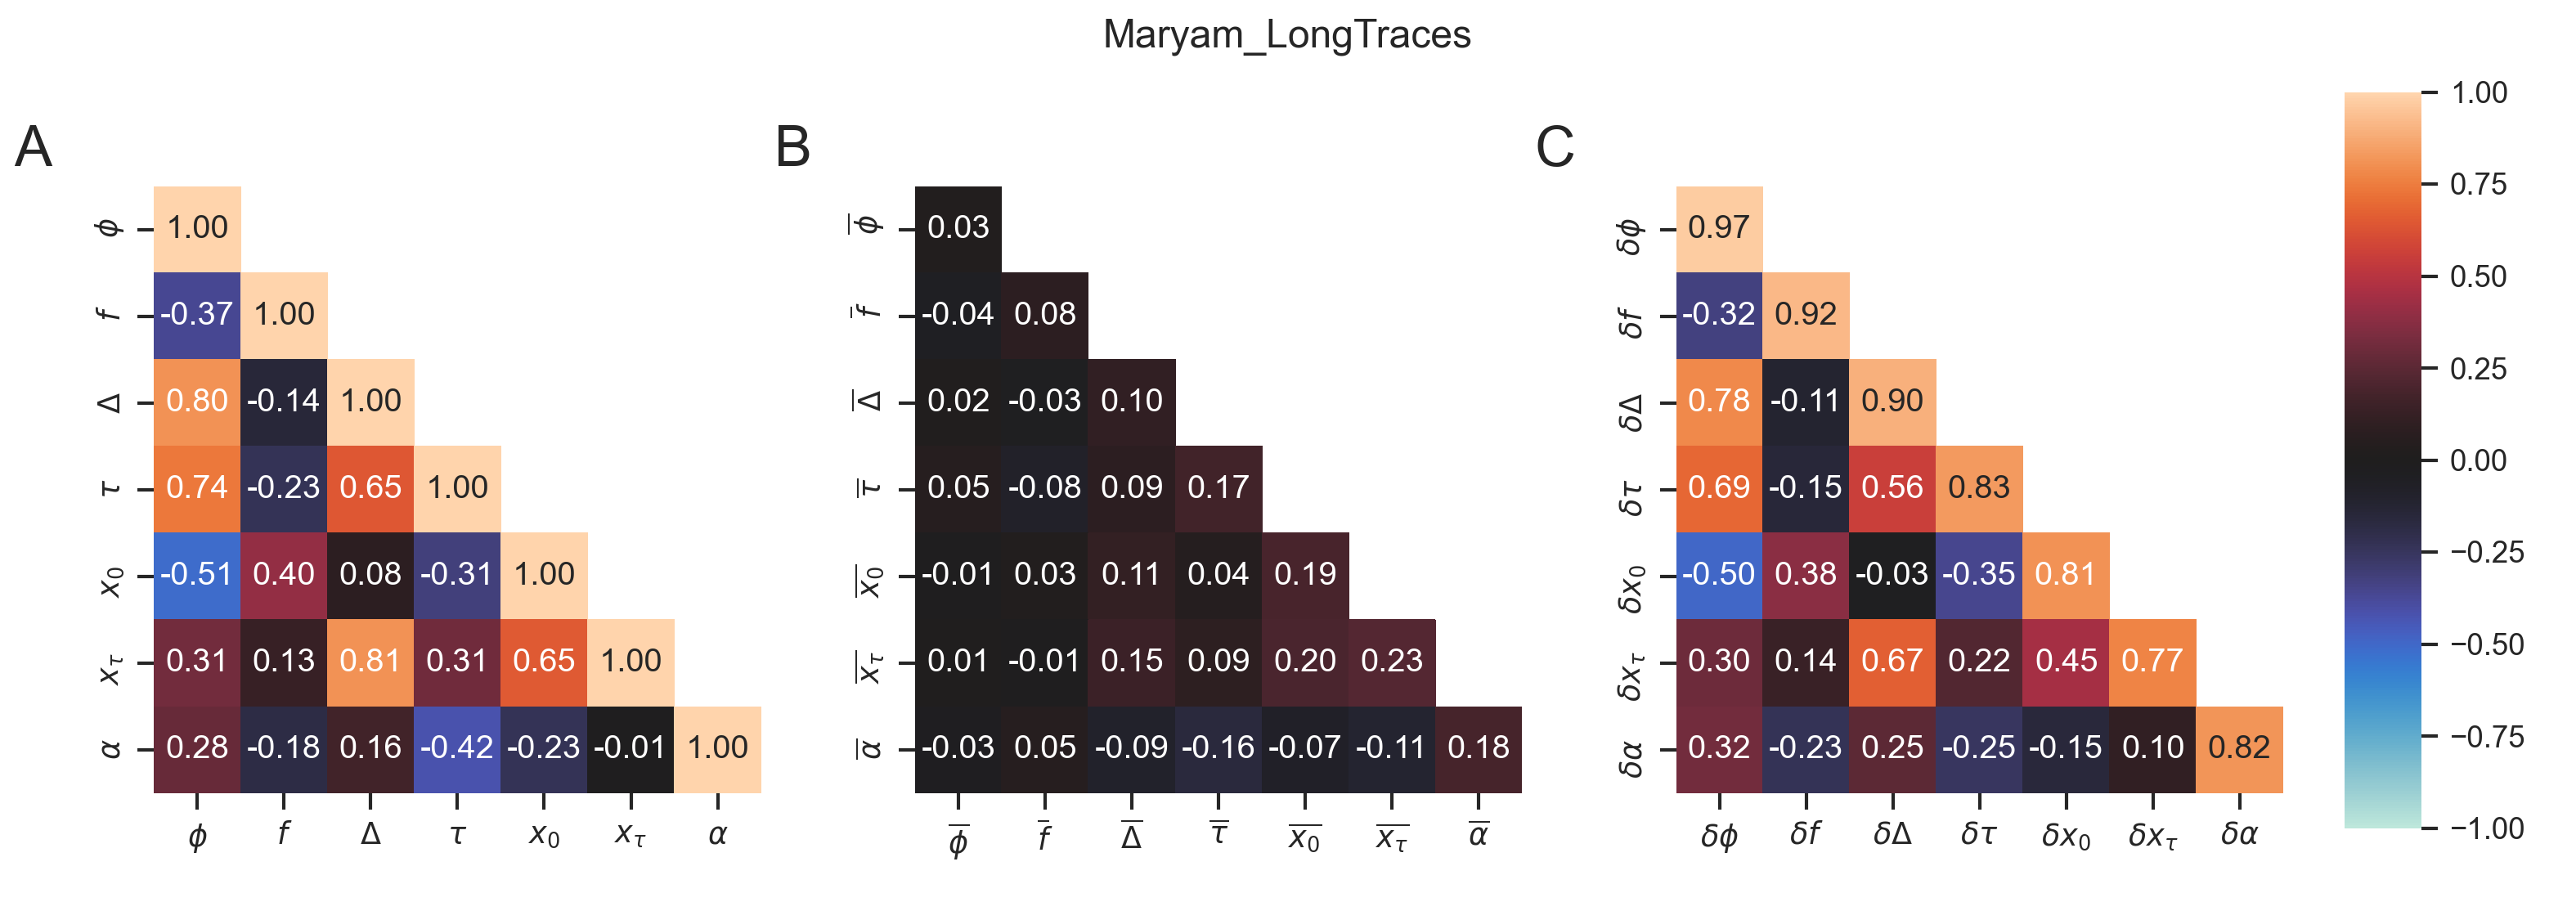 Maryam_LongTraces
A B C
ϕ 1.00
f -0.37 1.00
Δ 0.80 -0.14 1.00
τ 0.74 -0.23 0.65 1.00
x₀ -0.51 0.40 0.08 -0.31 1.00
x_τ 0.31 0.13 0.81 0.31 0.65 1.00
α 0.28 -0.18 0.16 -0.42 -0.23 -0.01 1.00
ϕ f Δ τ x₀ x_τ α
ϕ̅ 0.03
f̅ -0.04 0.08
Δ̅ 0.02 -0.03 0.10
τ̅ 0.05 -0.08 0.09 0.17
x̅₀ -0.01 0.03 0.11 0.04 0.19
x̅_τ 0.01 -0.01 0.15 0.09 0.20 0.23
α̅ -0.03 0.05 -0.09 -0.16 -0.07 -0.11 0.18
ϕ̅ f̅ Δ̅ τ̅ x̅₀ x̅_τ α̅
δϕ 0.97
δf -0.32 0.92
δΔ 0.78 -0.11 0.90
δτ 0.69 -0.15 0.56 0.83
δx₀ -0.50 0.38 -0.03 -0.35 0.81
δx_τ 0.30 0.14 0.67 0.22 0.45 0.77
δα 0.32 -0.23 0.25 -0.25 -0.15 0.10 0.82
δϕ δf δΔ δτ δx₀ δx_τ δα
1.00
0.75
0.50
0.25
0.00
−0.25
−0.50
−0.75
−1.00